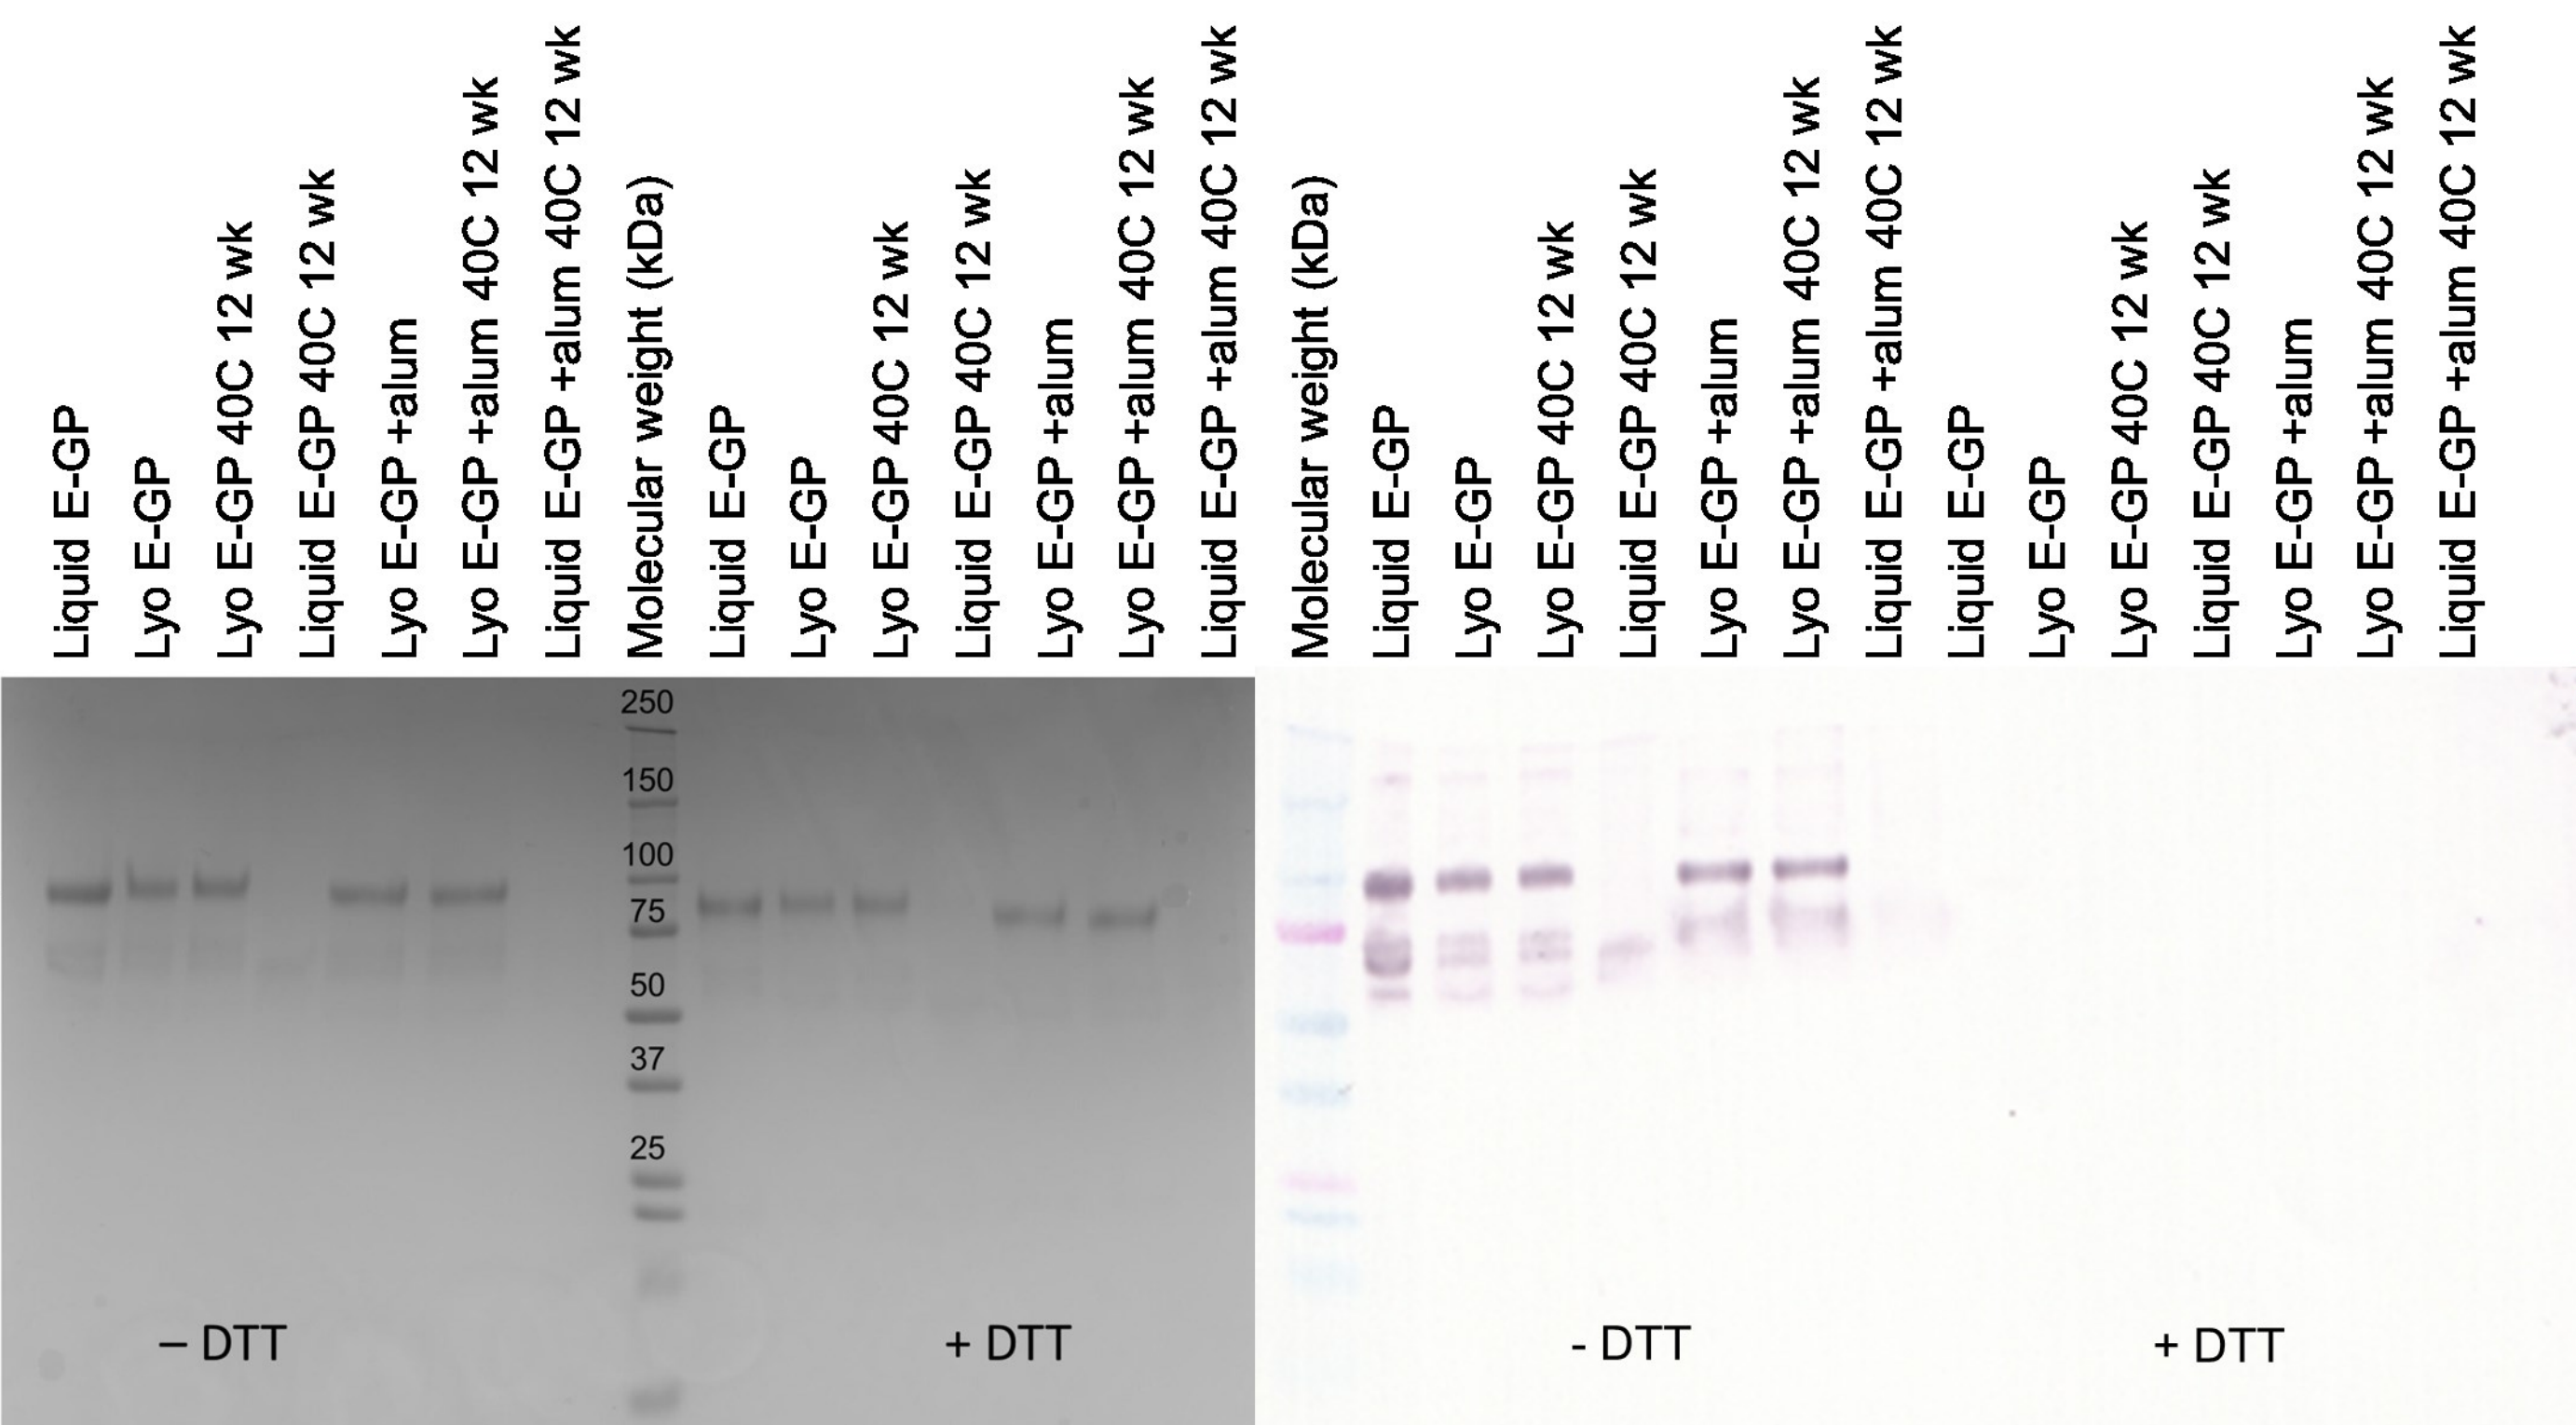 Liquid E-GP
Lyo E-GP
Lyo E-GP 40C 12 wk
Liquid E-GP 40C 12 wk
Lyo E-GP +alum
Lyo E-GP +alum 40C 12 wk
Liquid E-GP +alum 40C 12 wk
Molecular weight (kDa)
Liquid E-GP
Lyo E-GP
Lyo E-GP 40C 12 wk
Liquid E-GP 40C 12 wk
Lyo E-GP +alum
Lyo E-GP +alum 40C 12 wk
Liquid E-GP +alum 40C 12 wk
Molecular weight (kDa)
Liquid E-GP
Lyo E-GP
Lyo E-GP 40C 12 wk
Liquid E-GP 40C 12 wk
Lyo E-GP +alum
Lyo E-GP +alum 40C 12 wk
Liquid E-GP +alum 40C 12 wk
Liquid E-GP
Lyo E-GP
Lyo E-GP 40C 12 wk
Liquid E-GP 40C 12 wk
Lyo E-GP +alum
Lyo E-GP +alum 40C 12 wk
Liquid E-GP +alum 40C 12 wk
250
150
100
75
50
37
25
– DTT
+ DTT
- DTT
+ DTT